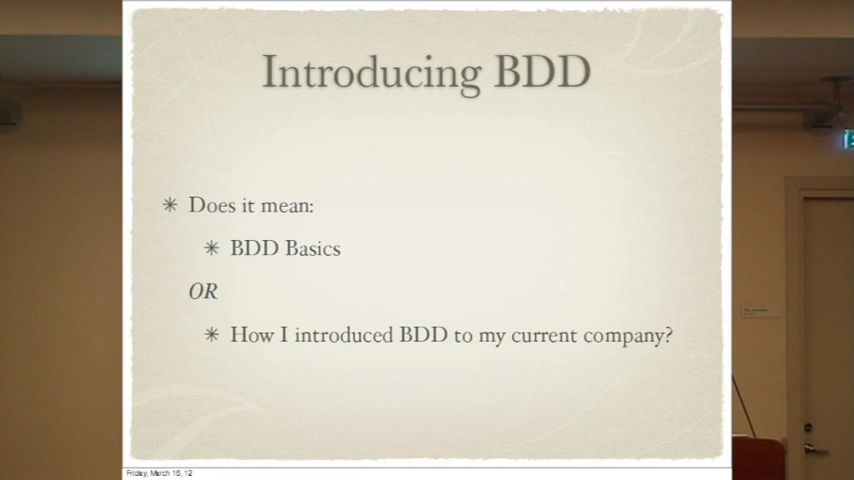 Introducing BDD
✴ Does it mean:
✴ BDD Basics
OR
✴ How I introduced BDD to my current company?
Friday, March 16, 12